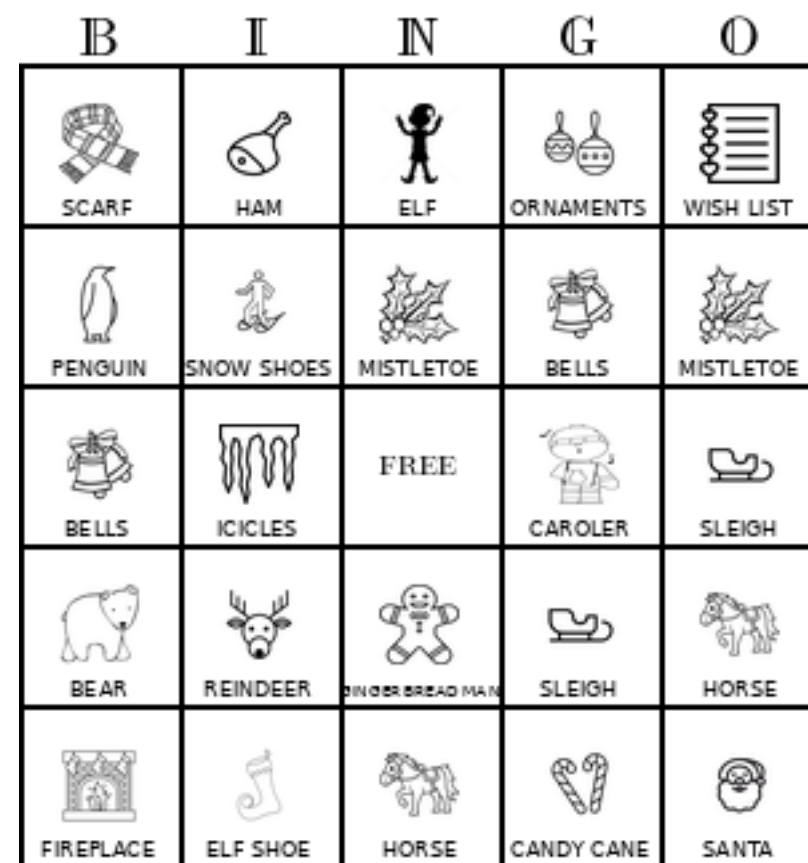 B I N G O
SCARF HAM ELF ORNAMENTS WISH LIST
PENGUIN SNOW SHOES MISTLETOE BELLS MISTLETOE
BELLS ICICLES FREE CAROLER SLEIGH
BEAR REINDEER GINGERBREAD MAN SLEIGH HORSE
FIREPLACE ELF SHOE HORSE CANDY CANE SANTA